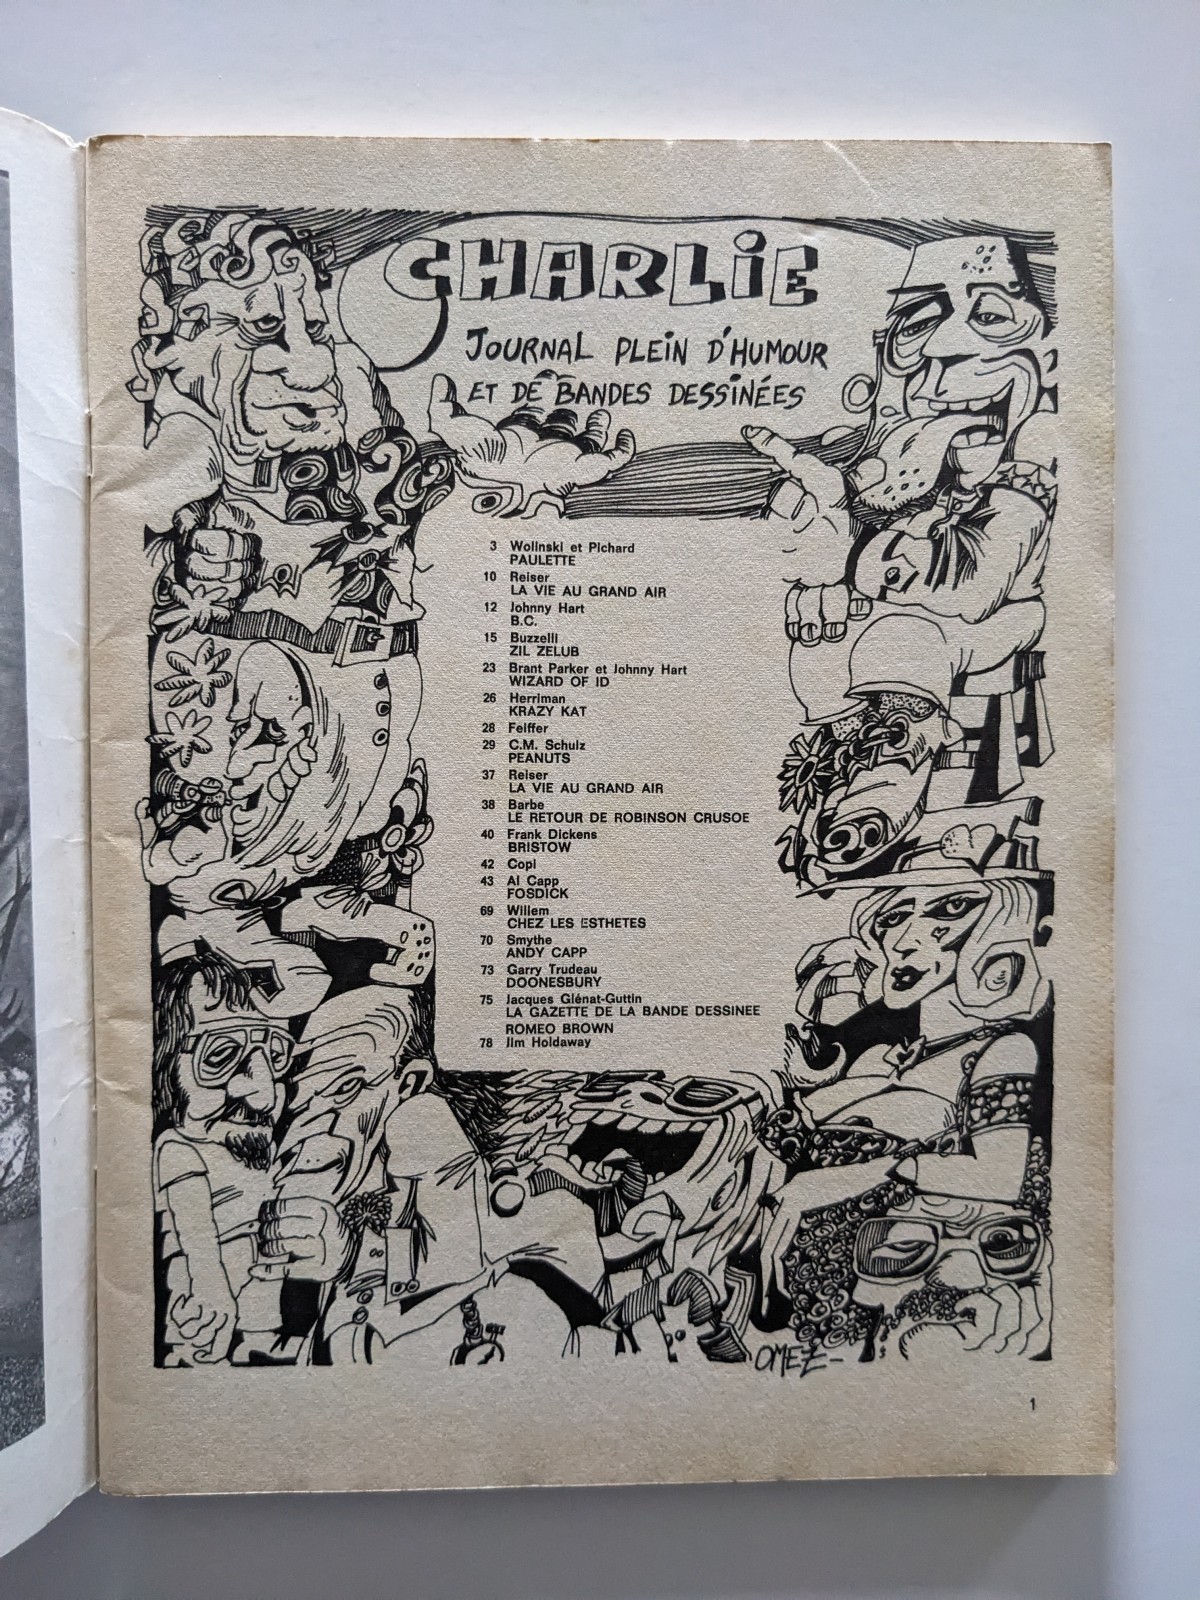 CHARLiE
JOURNAL PLEiN D'HUMOUR
ET DE BANDES DESSiNÉES
3 Wolinski et Pichard
PAULETTE
10 Reiser
LA VIE AU GRAND AIR
12 Johnny Hart
B.C.
15 Buzzelli
ZIL ZELUB
23 Brant Parker et Johnny Hart
WIZARD OF ID
26 Herriman
KRAZY KAT
28 Feiffer
29 C.M. Schulz
PEANUTS
37 Reiser
LA VIE AU GRAND AIR
38 Barbe
LE RETOUR DE ROBINSON CRUSOE
40 Frank Dickens
BRISTOW
42 Copi
43 Al Capp
FOSDICK
69 Willem
CHEZ LES ESTHETES
70 Smythe
ANDY CAPP
73 Garry Trudeau
DOONESBURY
75 Jacques Glénat-Guttin
LA GAZETTE DE LA BANDE DESSINEE
ROMEO BROWN
78 Jim Holdaway
OMEZ-
1